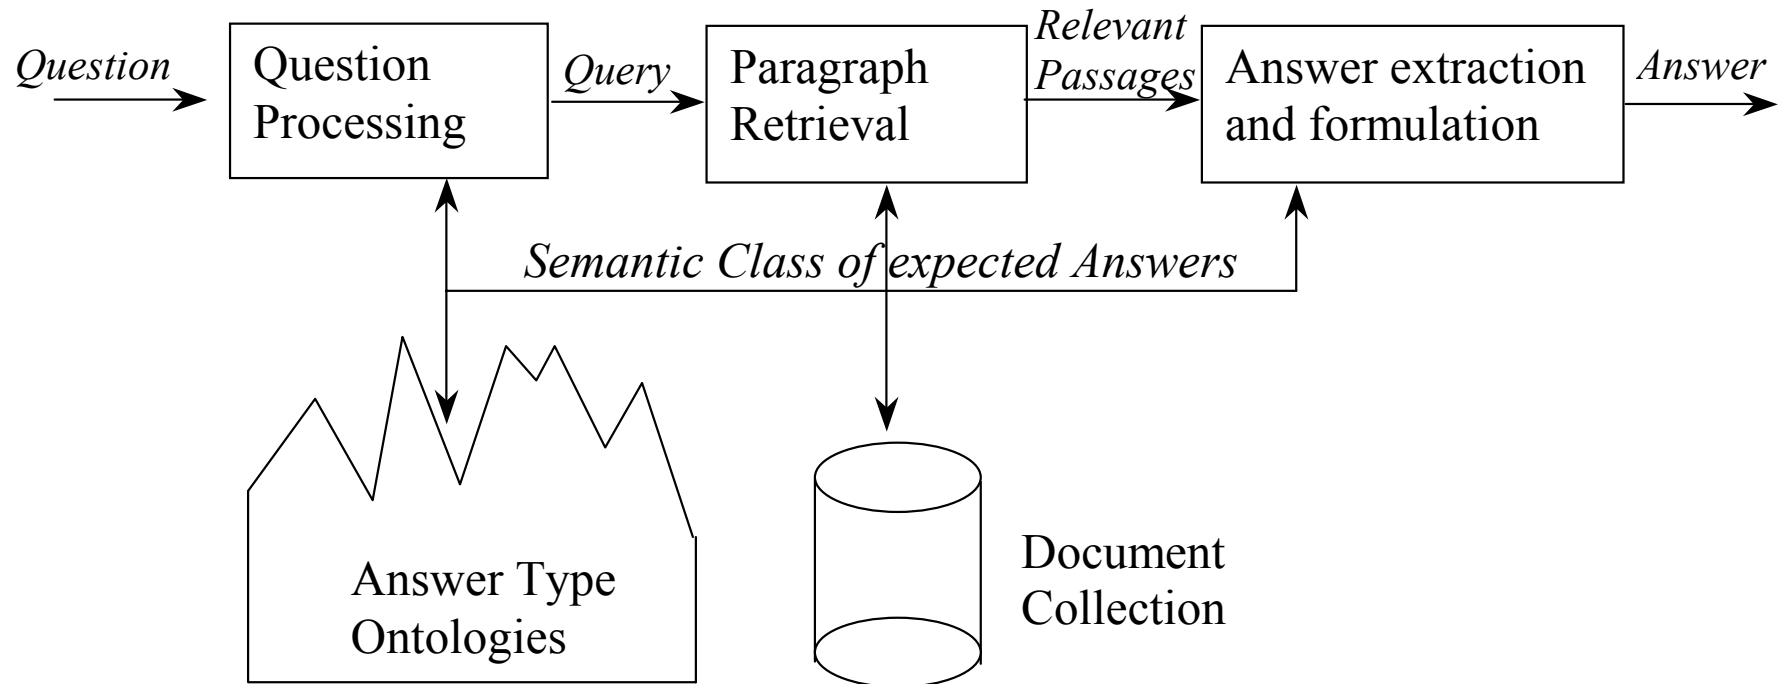 Question
Question
Processing
Query
Paragraph
Retrieval
Relevant
Passages
Answer extraction
and formulation
Answer
Semantic Class of expected Answers
Answer Type
Ontologies
Document
Collection